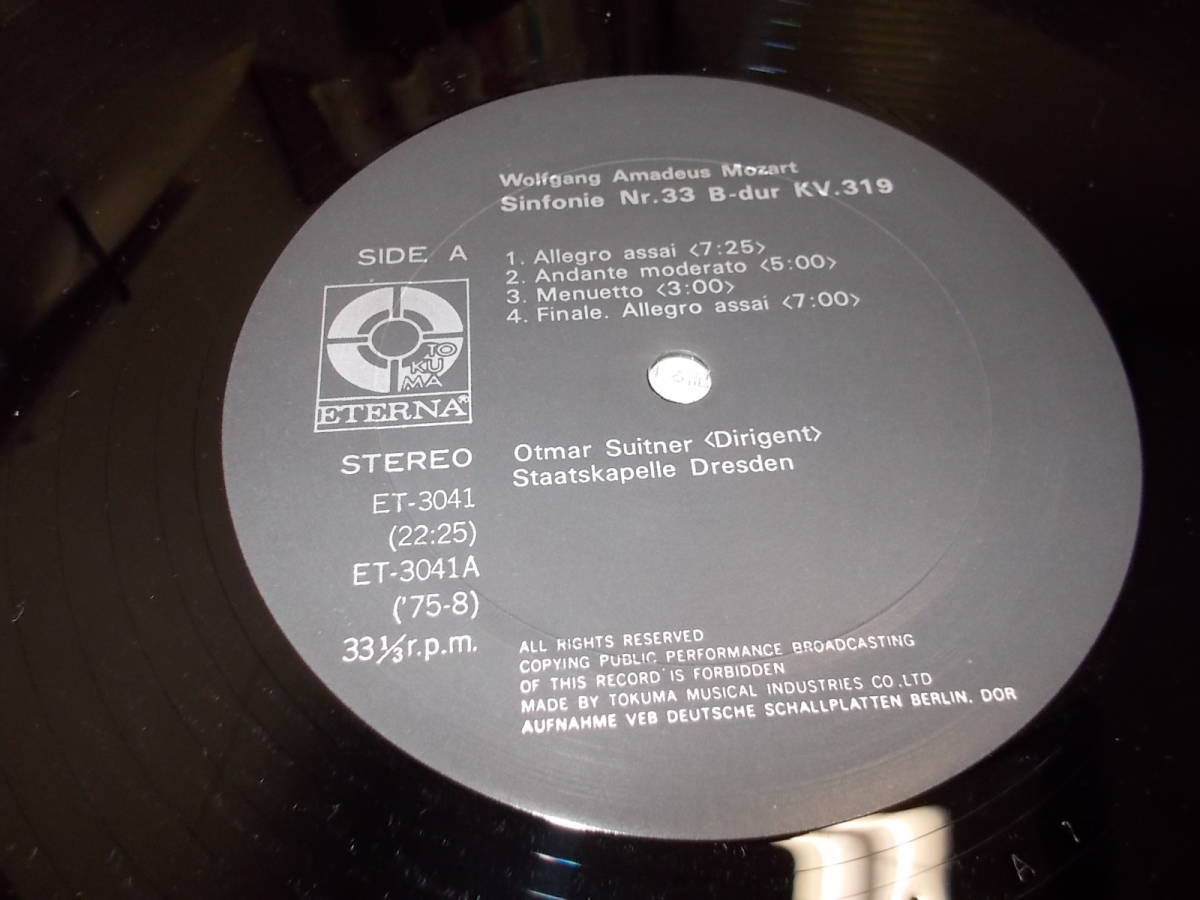 Wolfgang Amadeus Mozart
Sinfonie Nr.33 B-dur KV.319
SIDE A
1. Allegro assai <7:25>
2. Andante moderato <5:00>
3. Menuetto <3:00>
4. Finale. Allegro assai <7:00>
TO
KU
MA
ETERNA®
STEREO
ET-3041
(22:25)
ET-3041A
('75-8)
33⅓r.p.m.
Otmar Suitner <Dirigent>
Staatskapelle Dresden
ALL RIGHTS RESERVED
COPYING PUBLIC PERFORMANCE BROADCASTING
OF THIS RECORD IS FORBIDDEN
MADE BY TOKUMA MUSICAL INDUSTRIES CO.LTD
AUFNAHME VEB DEUTSCHE SCHALLPLATTEN BERLIN. DOR